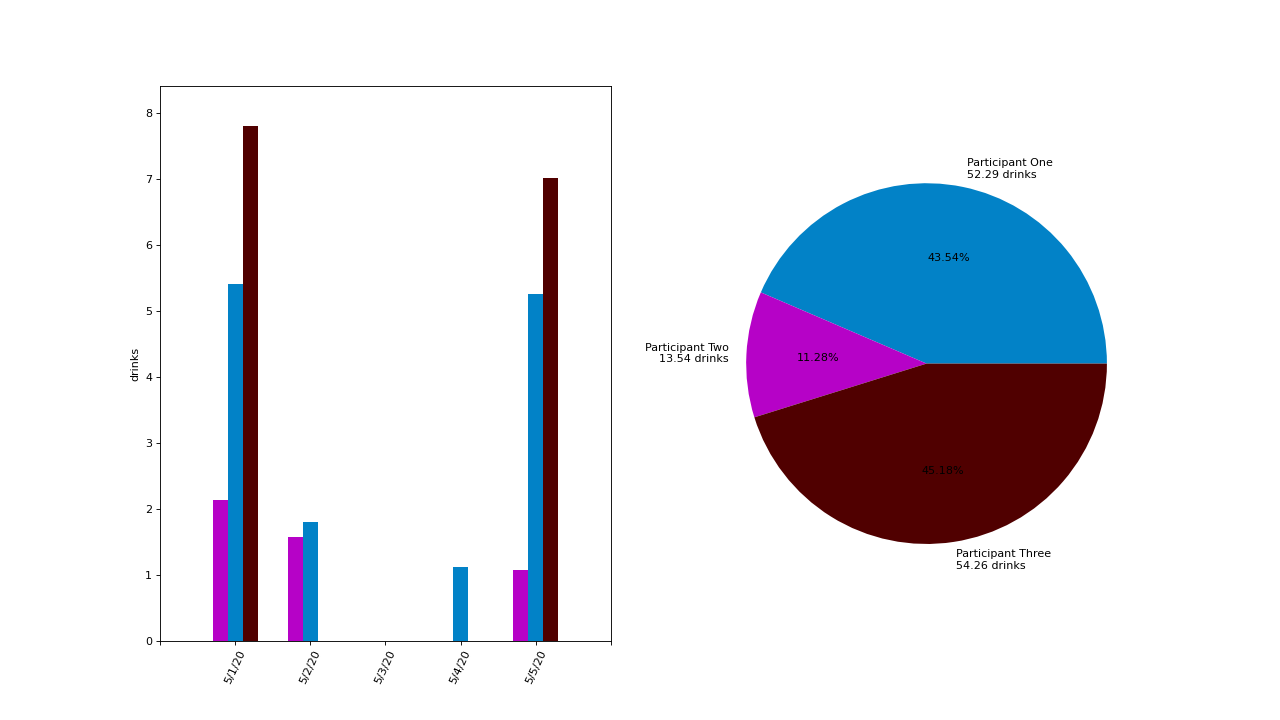 drinks
8
7
6
5
4
3
2
1
0
5/1/20
5/2/20
5/3/20
5/4/20
5/5/20
Participant One
52.29 drinks
43.54%
Participant Two
13.54 drinks
11.28%
45.18%
Participant Three
54.26 drinks